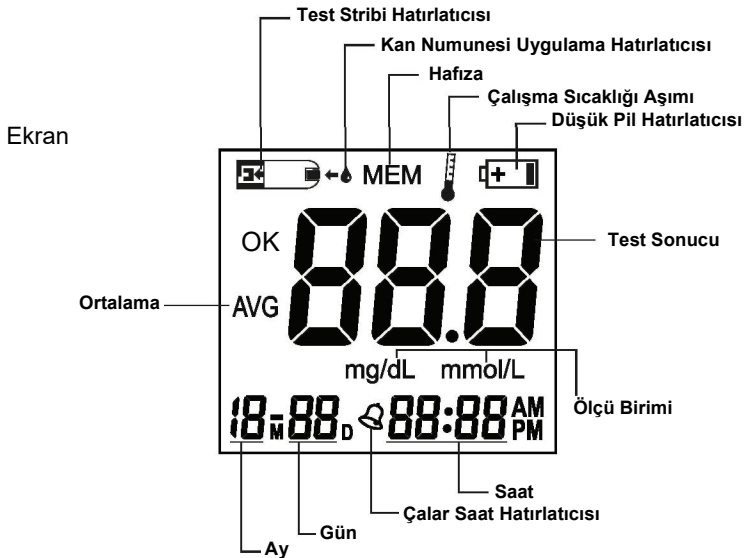 Test Stribi Hatırlatıcısı
Kan Numunesi Uygulama Hatırlatıcısı
Hafıza
Çalışma Sıcaklığı Aşımı
Düşük Pil Hatırlatıcısı
Ekran
MEM
OK
88.8
Test Sonucu
Ortalama
AVG
mg/dL mmol/L
Ölçü Birimi
18 M-88 D 88:88 AM
PM
Saat
Çalar Saat Hatırlatıcısı
Gün
Ay